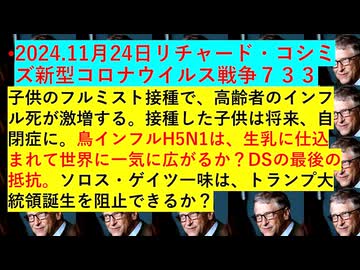 •2024.11月24日リチャード・コシミ
ズ新型コロナウイルス戦争７３３
子供のフルミスト接種で、高齢者のインフ
ル死が激増する。接種した子供は将来、自
閉症に。鳥インフルH5N1は、生乳に仕込
まれて世界に一気に広がるか？DSの最後の
抵抗。ソロス・ゲイツ一味は、トランプ大
統領誕生を阻止できるか？